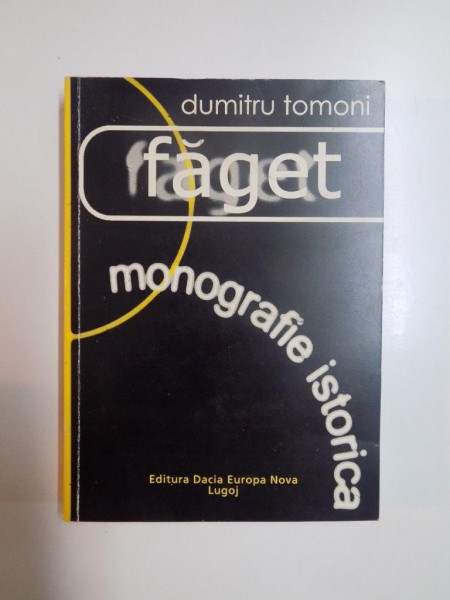 dumitru tomoni
făget
monografie istorica
Editura Dacia Europa Nova
Lugoj